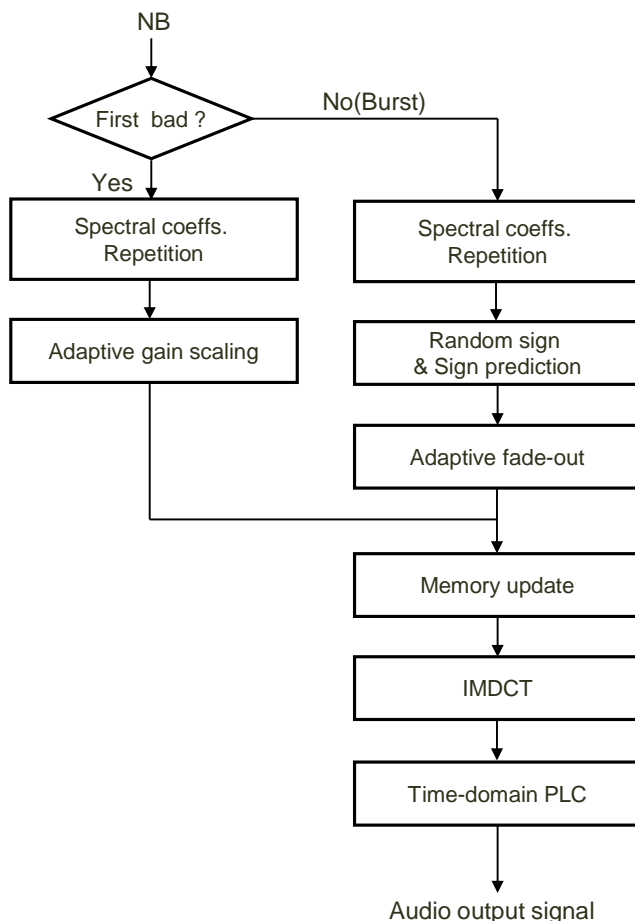 NB
First bad ?
No(Burst)
Yes
Spectral coeffs.
Repetition
Adaptive gain scaling
Spectral coeffs.
Repetition
Random sign
& Sign prediction
Adaptive fade-out
Memory update
IMDCT
Time-domain PLC
Audio output signal